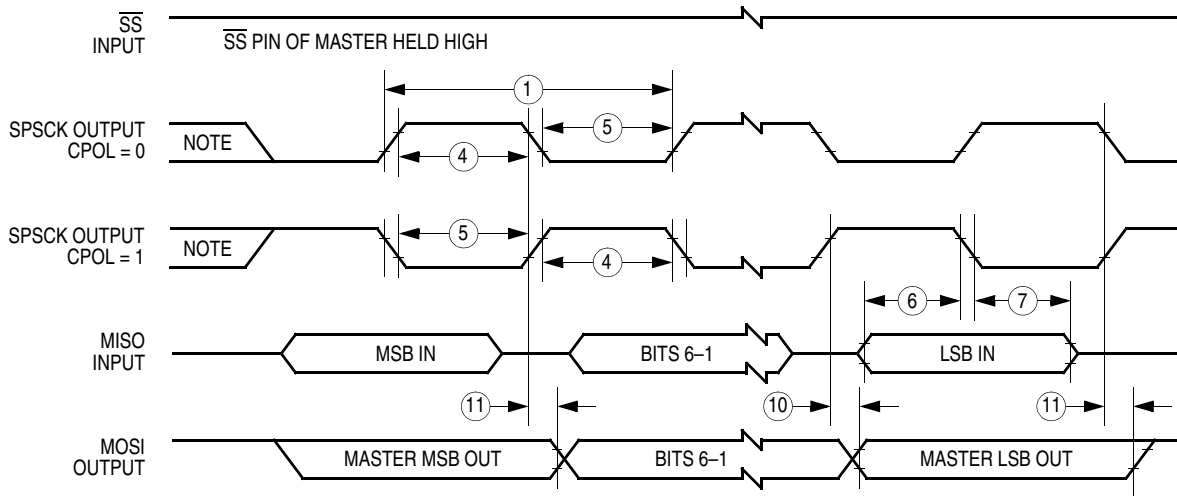 SS
INPUT
SS PIN OF MASTER HELD HIGH
1
SPSCK OUTPUT
CPOL = 0
NOTE
4
5
SPSCK OUTPUT
CPOL = 1
NOTE
5
4
6
7
MISO
INPUT
MSB IN
BITS 6–1
LSB IN
11
10
11
MOSI
OUTPUT
MASTER MSB OUT
BITS 6–1
MASTER LSB OUT